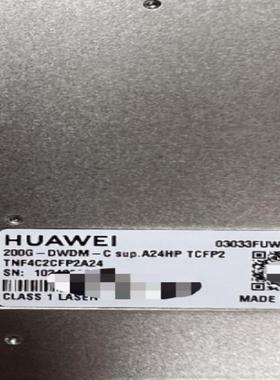 HUAWEI 03033FUW
200G-DWDM-C sup.A24HP TCFP2
TNF4C2CFP2A24
SN:
CLASS 1 LASER MADE